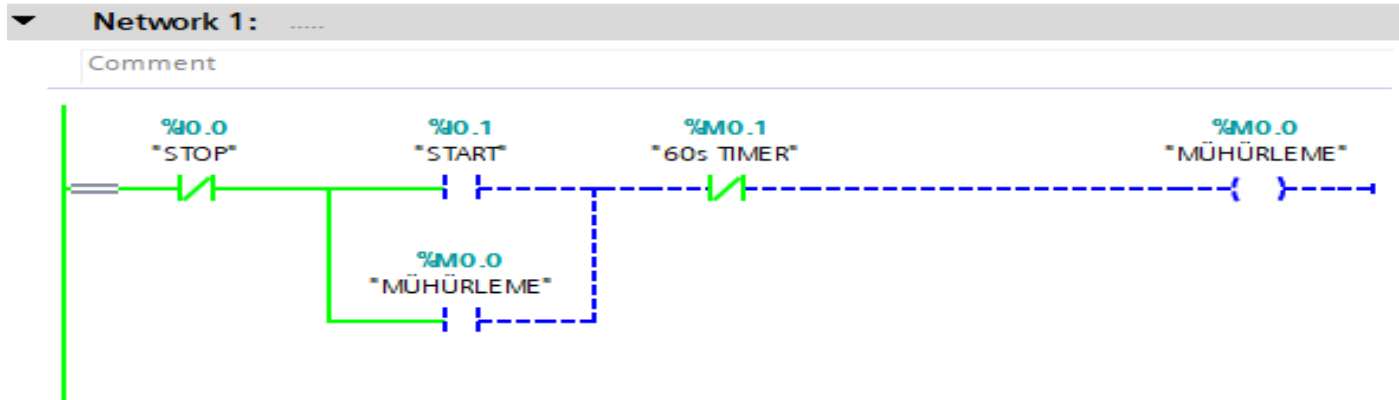 Network 1: .....
Comment
%I0.0 %I0.1 %M0.1 %M0.0
"STOP" "START" "60s TIMER" "MÜHÜRLEME"
%M0.0
"MÜHÜRLEME"